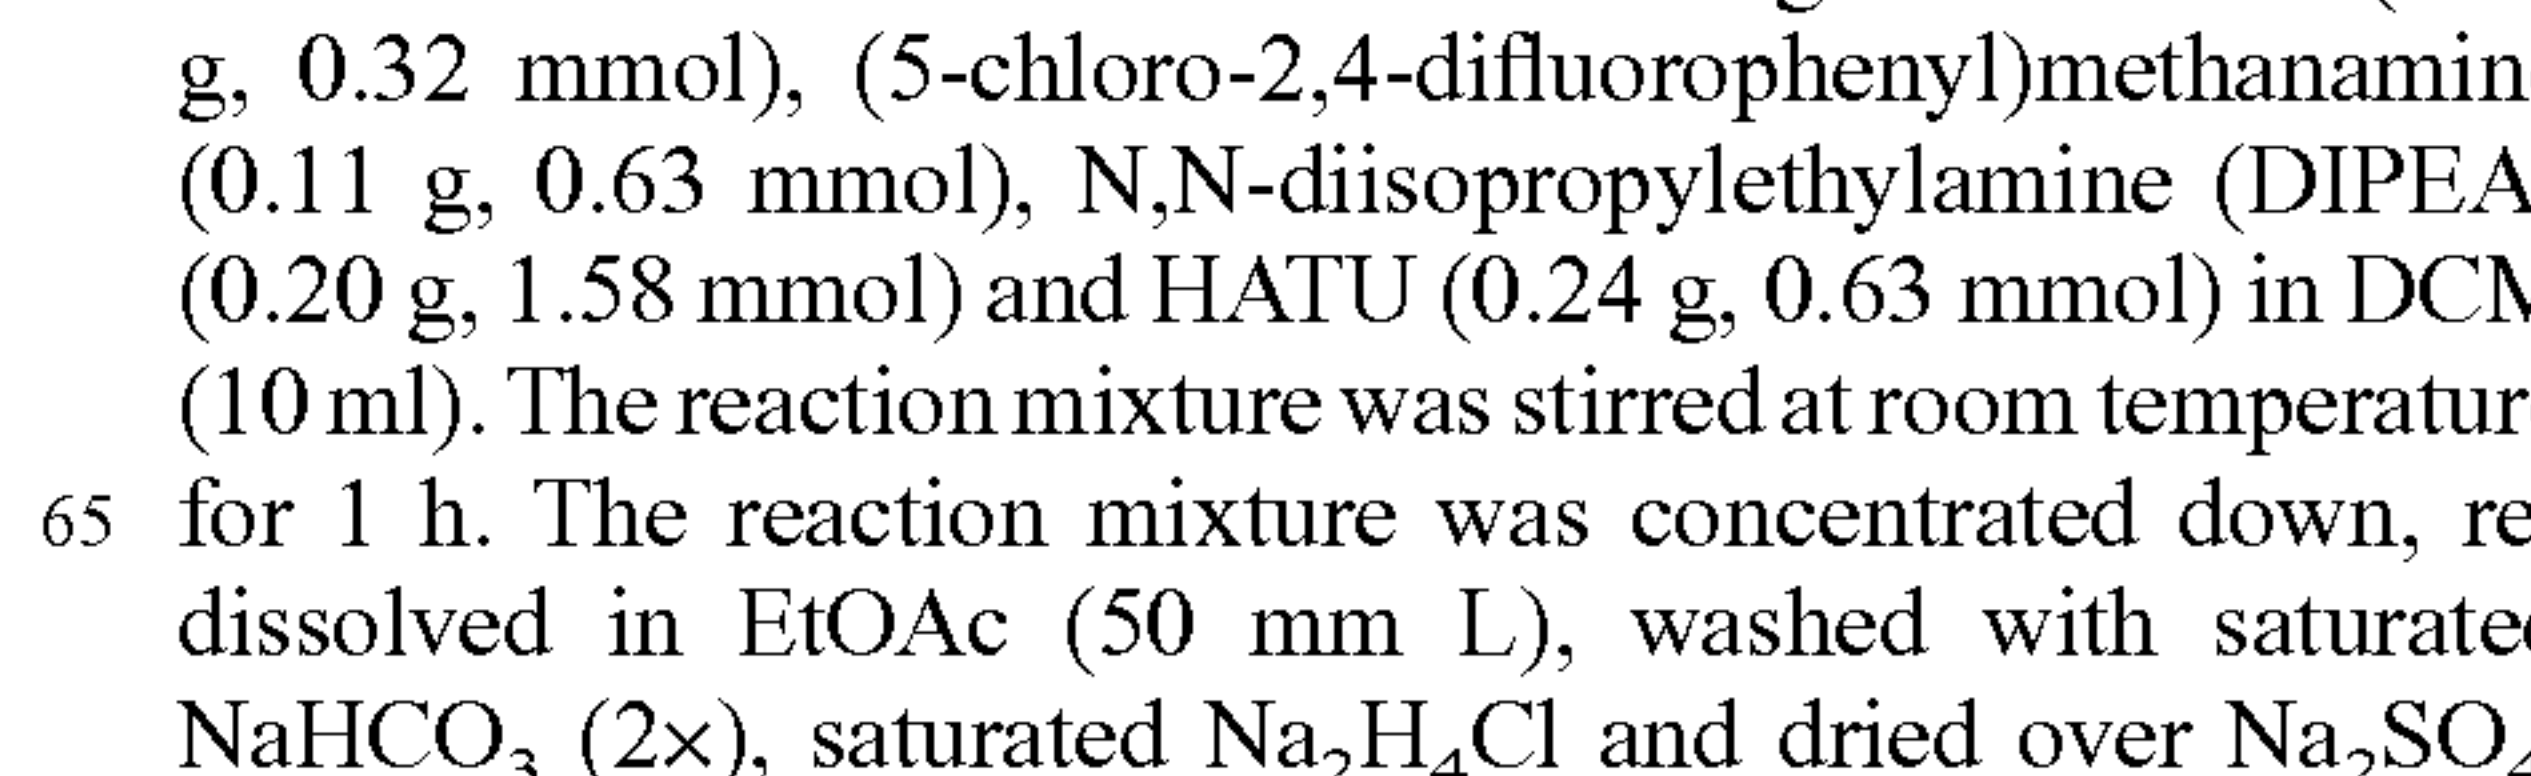 g, 0.32 mmol), (5-chloro-2,4-difluorophenyl)methanamin
(0.11 g, 0.63 mmol), N,N-diisopropylethylamine (DIPEA
(0.20 g, 1.58 mmol) and HATU (0.24 g, 0.63 mmol) in DCM
(10 ml). The reaction mixture was stirred at room temperatur
65 for 1 h. The reaction mixture was concentrated down, re
dissolved in EtOAc (50 mm L), washed with saturated
NaHCO₃ (2×), saturated Na₂H₄Cl and dried over Na₂SO₄